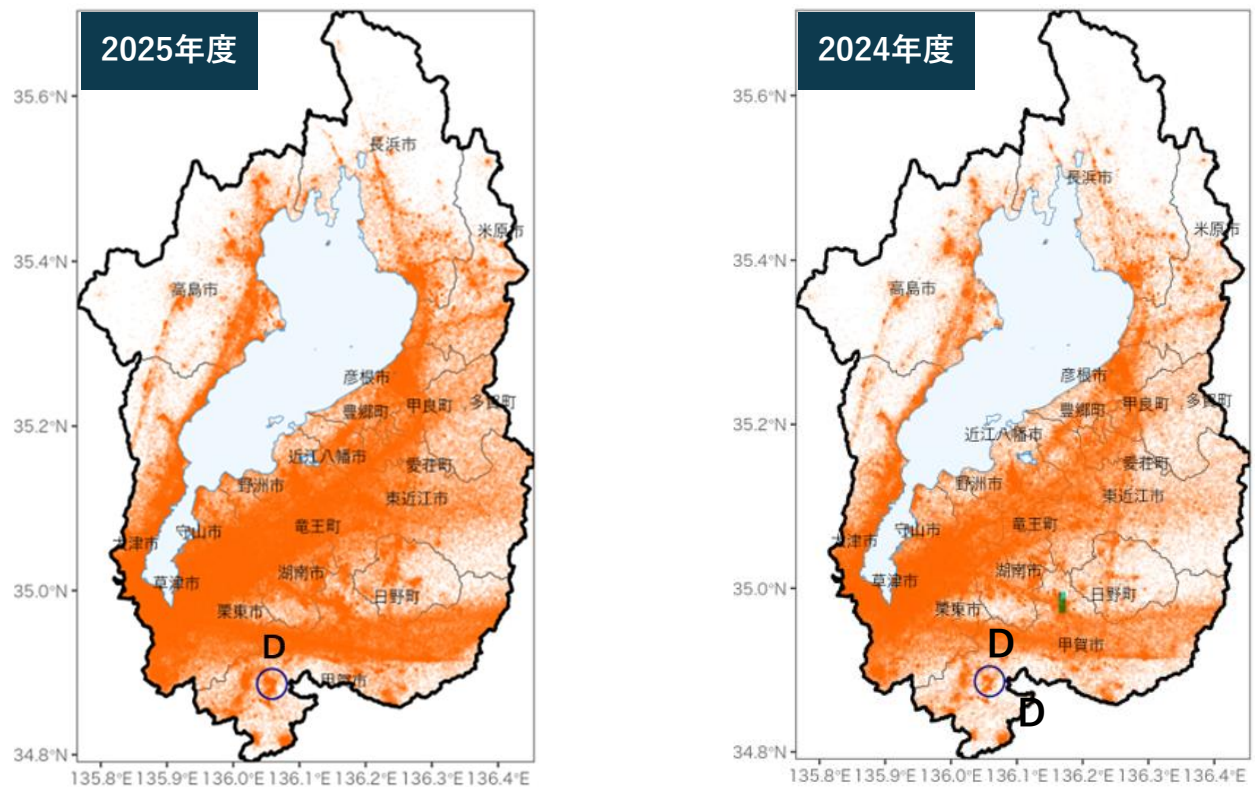 2025年度
35.6°N
35.4°N
35.2°N
35.0°N
34.8°N
長浜市
米原市
高島市
彦根市
豊郷町
甲良町
多賀町
近江八幡市
愛荘町
野洲市
東近江市
竜王町
守山市
大津市
湖南市
草津市
日野町
栗東市
D
甲賀市
135.8°E 135.9°E 136.0°E 136.1°E 136.2°E 136.3°E 136.4°E
2024年度
35.6°N
35.4°N
35.2°N
35.0°N
34.8°N
長浜市
米原市
高島市
彦根市
豊郷町
甲良町
多賀町
近江八幡市
愛荘町
野洲市
東近江市
竜王町
守山市
大津市
湖南市
草津市
日野町
栗東市
D
甲賀市
D
135.8°E 135.9°E 136.0°E 136.1°E 136.2°E 136.3°E 136.4°E